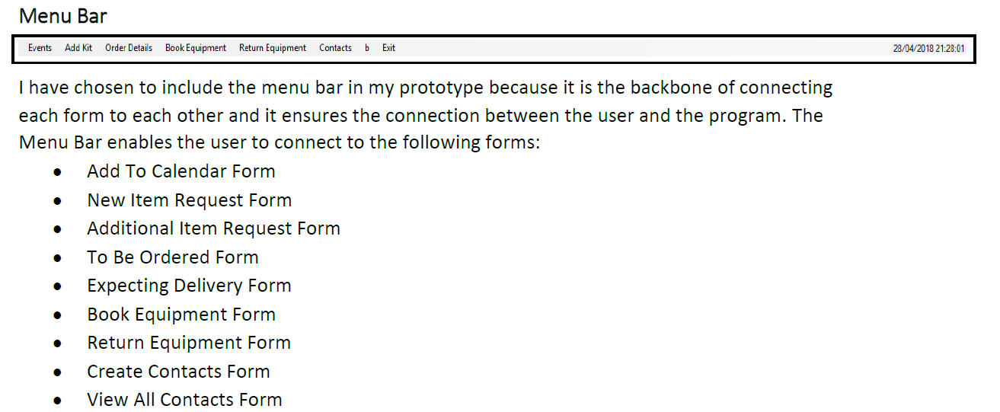 Menu Bar
Events Add Kit Order Details Book Equipment Return Equipment Contacts b Exit 28/04/2018 21:28:01
I have chosen to include the menu bar in my prototype because it is the backbone of connecting
each form to each other and it ensures the connection between the user and the program. The
Menu Bar enables the user to connect to the following forms:
• Add To Calendar Form
• New Item Request Form
• Additional Item Request Form
• To Be Ordered Form
• Expecting Delivery Form
• Book Equipment Form
• Return Equipment Form
• Create Contacts Form
• View All Contacts Form